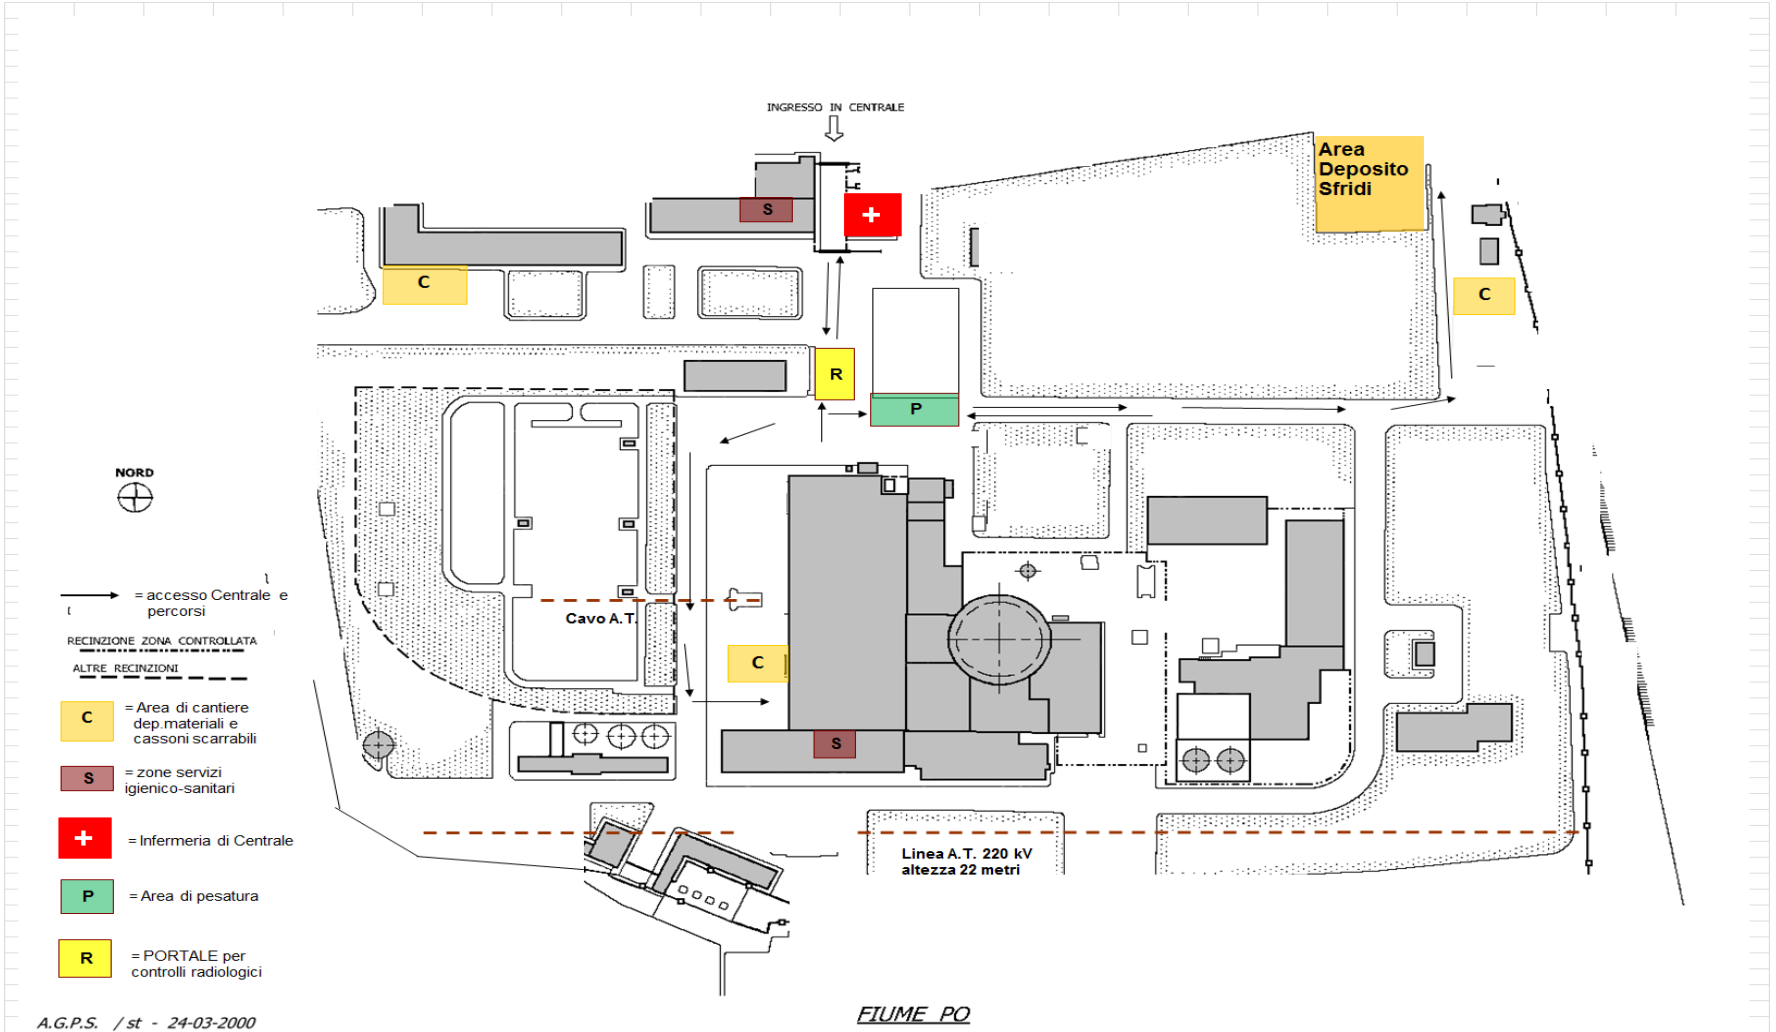 INGRESSO IN CENTRALE
Area
Deposito
Sfridi
S
C
C
R
P
NORD
Cavo A.T.
= accesso Centrale e
percorsi
RECINZIONE ZONA CONTROLLATA
ALTRE RECINZIONI
C
C
= Area di cantiere
dep.materiali e
cassoni scarrabili
S
S
= zone servizi
igienico-sanitari
= Infermeria di Centrale
Linea A.T. 220 kV
altezza 22 metri
P
= Area di pesatura
R
= PORTALE per
controlli radiologici
FIUME PO
A.G.P.S. / st - 24-03-2000